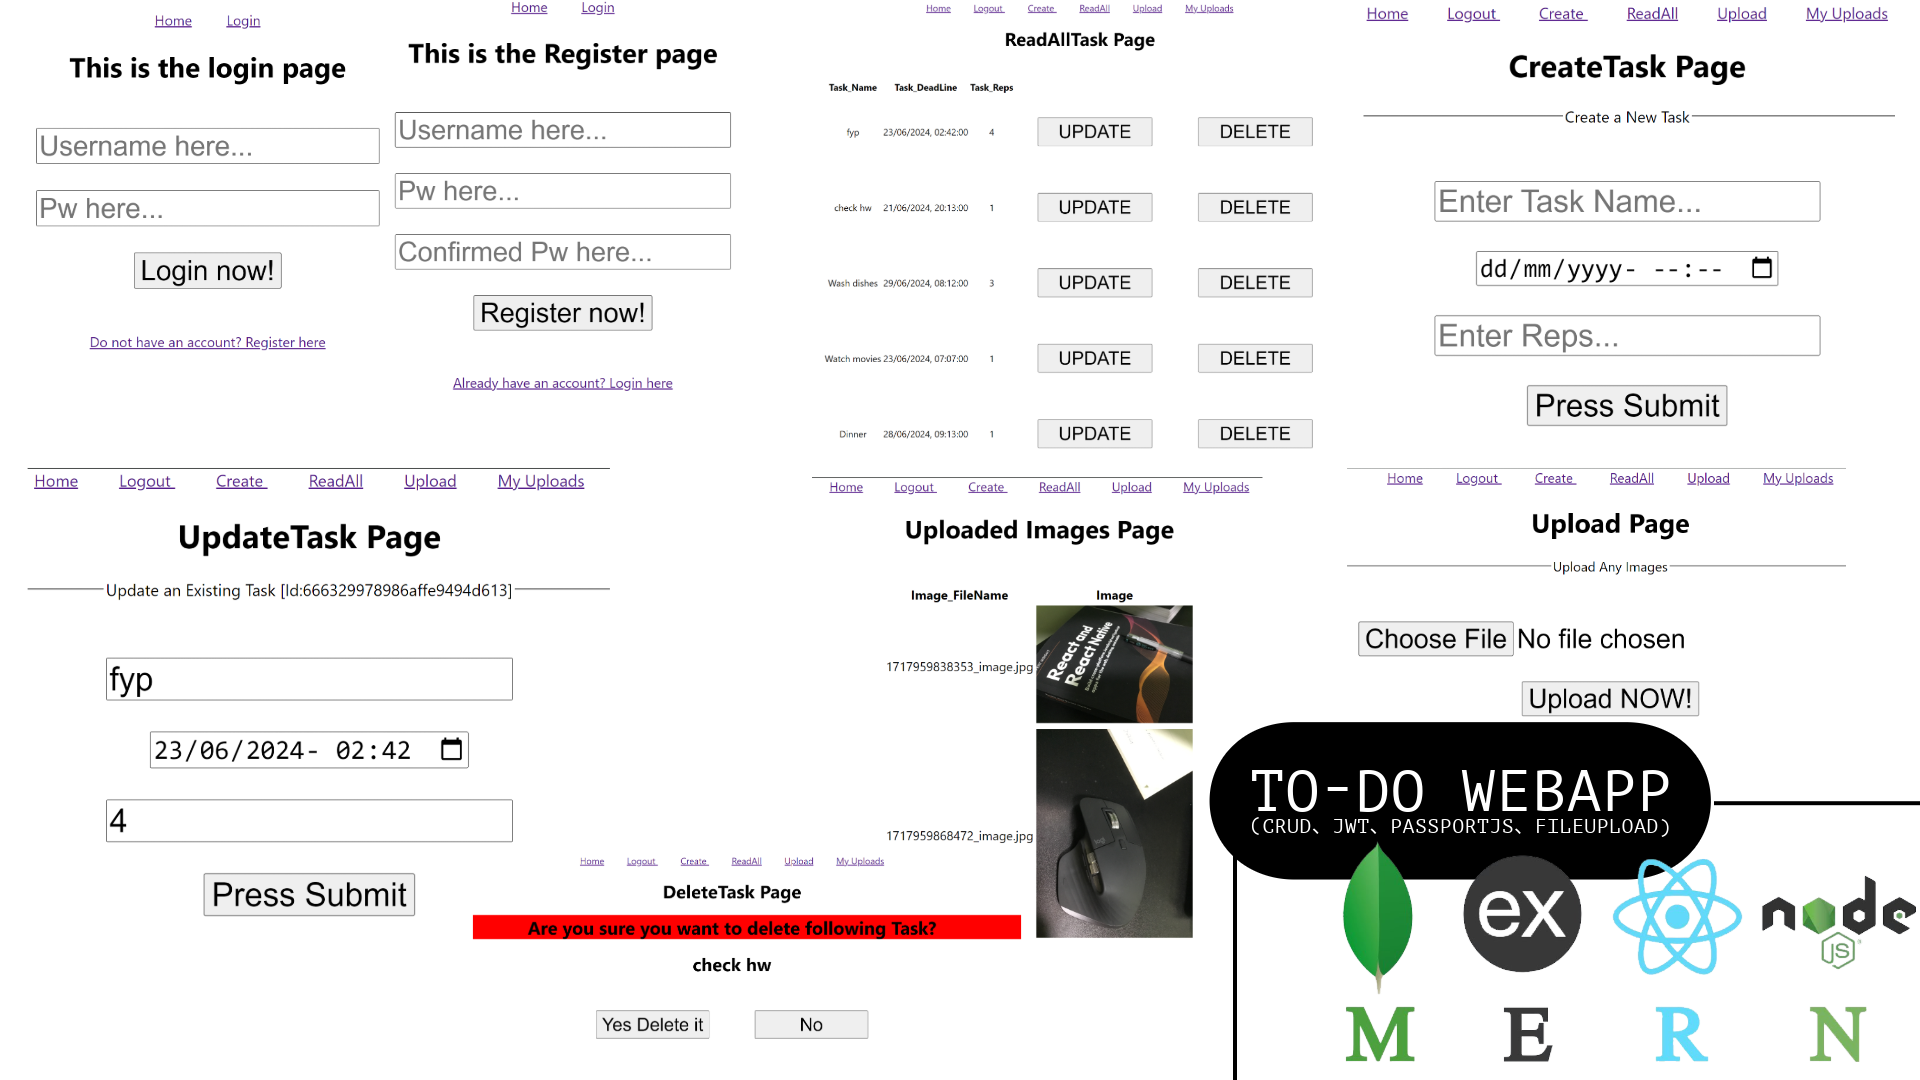 Home Login
This is the login page
Username here...
Pw here...
Login now!
Do not have an account? Register here
Home Login
This is the Register page
Username here...
Pw here...
Confirmed Pw here...
Register now!
Already have an account? Login here
Home Logout Create ReadAll Upload My Uploads
ReadAllTask Page
Task_Name Task_DeadLine Task_Reps
fyp 23/06/2024, 02:42:00 4 UPDATE DELETE
check hw 21/06/2024, 20:13:00 1 UPDATE DELETE
Wash dishes 29/06/2024, 08:12:00 3 UPDATE DELETE
Watch movies 23/06/2024, 07:07:00 1 UPDATE DELETE
Dinner 28/06/2024, 09:13:00 1 UPDATE DELETE
Home Logout Create ReadAll Upload My Uploads
CreateTask Page
Create a New Task
Enter Task Name...
dd/mm/yyyy- --:--
Enter Reps...
Press Submit
Home Logout Create ReadAll Upload My Uploads
UpdateTask Page
Update an Existing Task [Id:666329978986affe9494d613]
fyp
23/06/2024- 02:42
4
Press Submit
Home Logout Create ReadAll Upload My Uploads
Uploaded Images Page
Image_FileName Image
1717959838353_image.jpg
React and
React Native
1717959868472_image.jpg
Home Logout Create ReadAll Upload My Uploads
Upload Page
Upload Any Images
Choose File No file chosen
Upload NOW!
Home Logout Create ReadAll Upload My Uploads
DeleteTask Page
Are you sure you want to delete following Task?
check hw
Yes Delete it No
TO-DO WEBAPP
(CRUD、JWT、PASSPORTJS、FILEUPLOAD)
ex
node
JS
M E R N